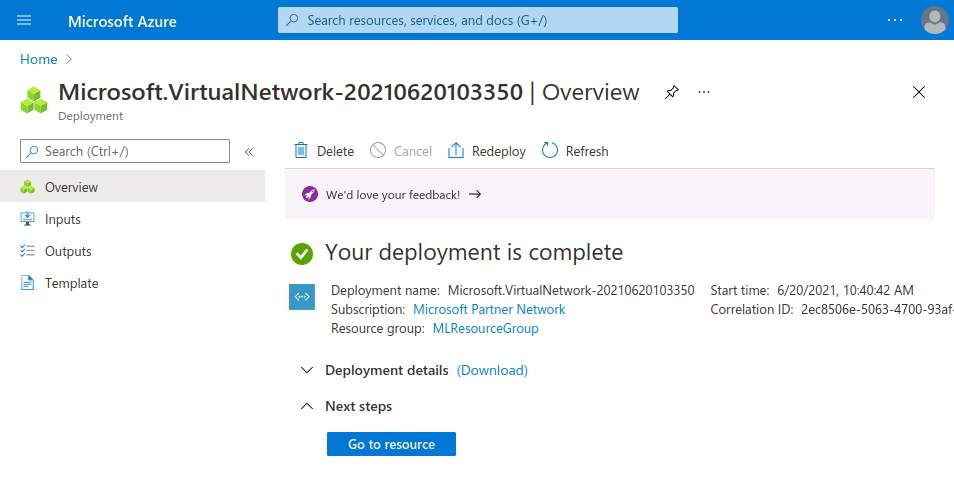 Microsoft Azure
Search resources, services, and docs (G+/)
...
Home
Microsoft.VirtualNetwork-20210620103350 | Overview
...
Deployment
Search (Ctrl+/)
«
Delete
Cancel
Redeploy
Refresh
Overview
Inputs
Outputs
Template
We'd love your feedback! →
Your deployment is complete
Deployment name: Microsoft.VirtualNetwork-20210620103350
Start time: 6/20/2021, 10:40:42 AM
Subscription: Microsoft Partner Network
Correlation ID: 2ec8506e-5063-4700-93af-
Resource group: MLResourceGroup
Deployment details (Download)
Next steps
Go to resource